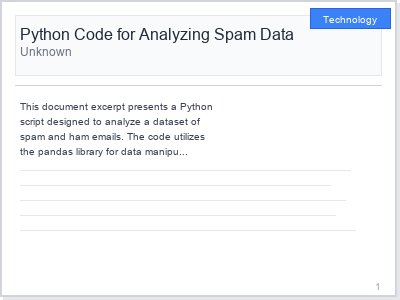 Technology
Python Code for Analyzing Spam Data
Unknown
This document excerpt presents a Python
script designed to analyze a dataset of
spam and ham emails. The code utilizes
the pandas library for data manipu...
1